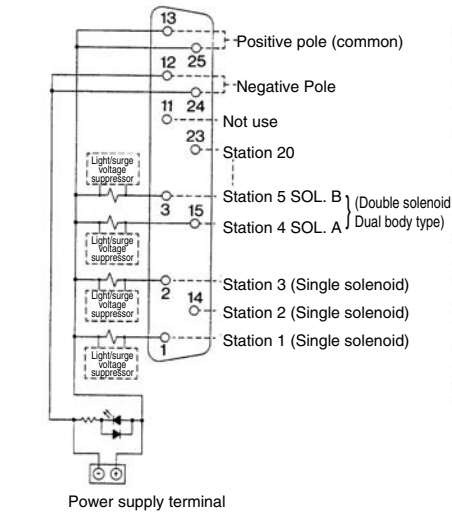 13
Positive pole (common)
12 25
Negative Pole
24
11
Not use
23
Station 20
Light/surge
voltage
suppressor
Station 5 SOL. B
3 15
(Double solenoid
Dual body type)
Station 4 SOL. A
Light/surge
voltage
suppressor
Station 3 (Single solenoid)
2
Light/surge
voltage
suppressor
14
Station 2 (Single solenoid)
Station 1 (Single solenoid)
1
Light/surge
voltage
suppressor
Power supply terminal